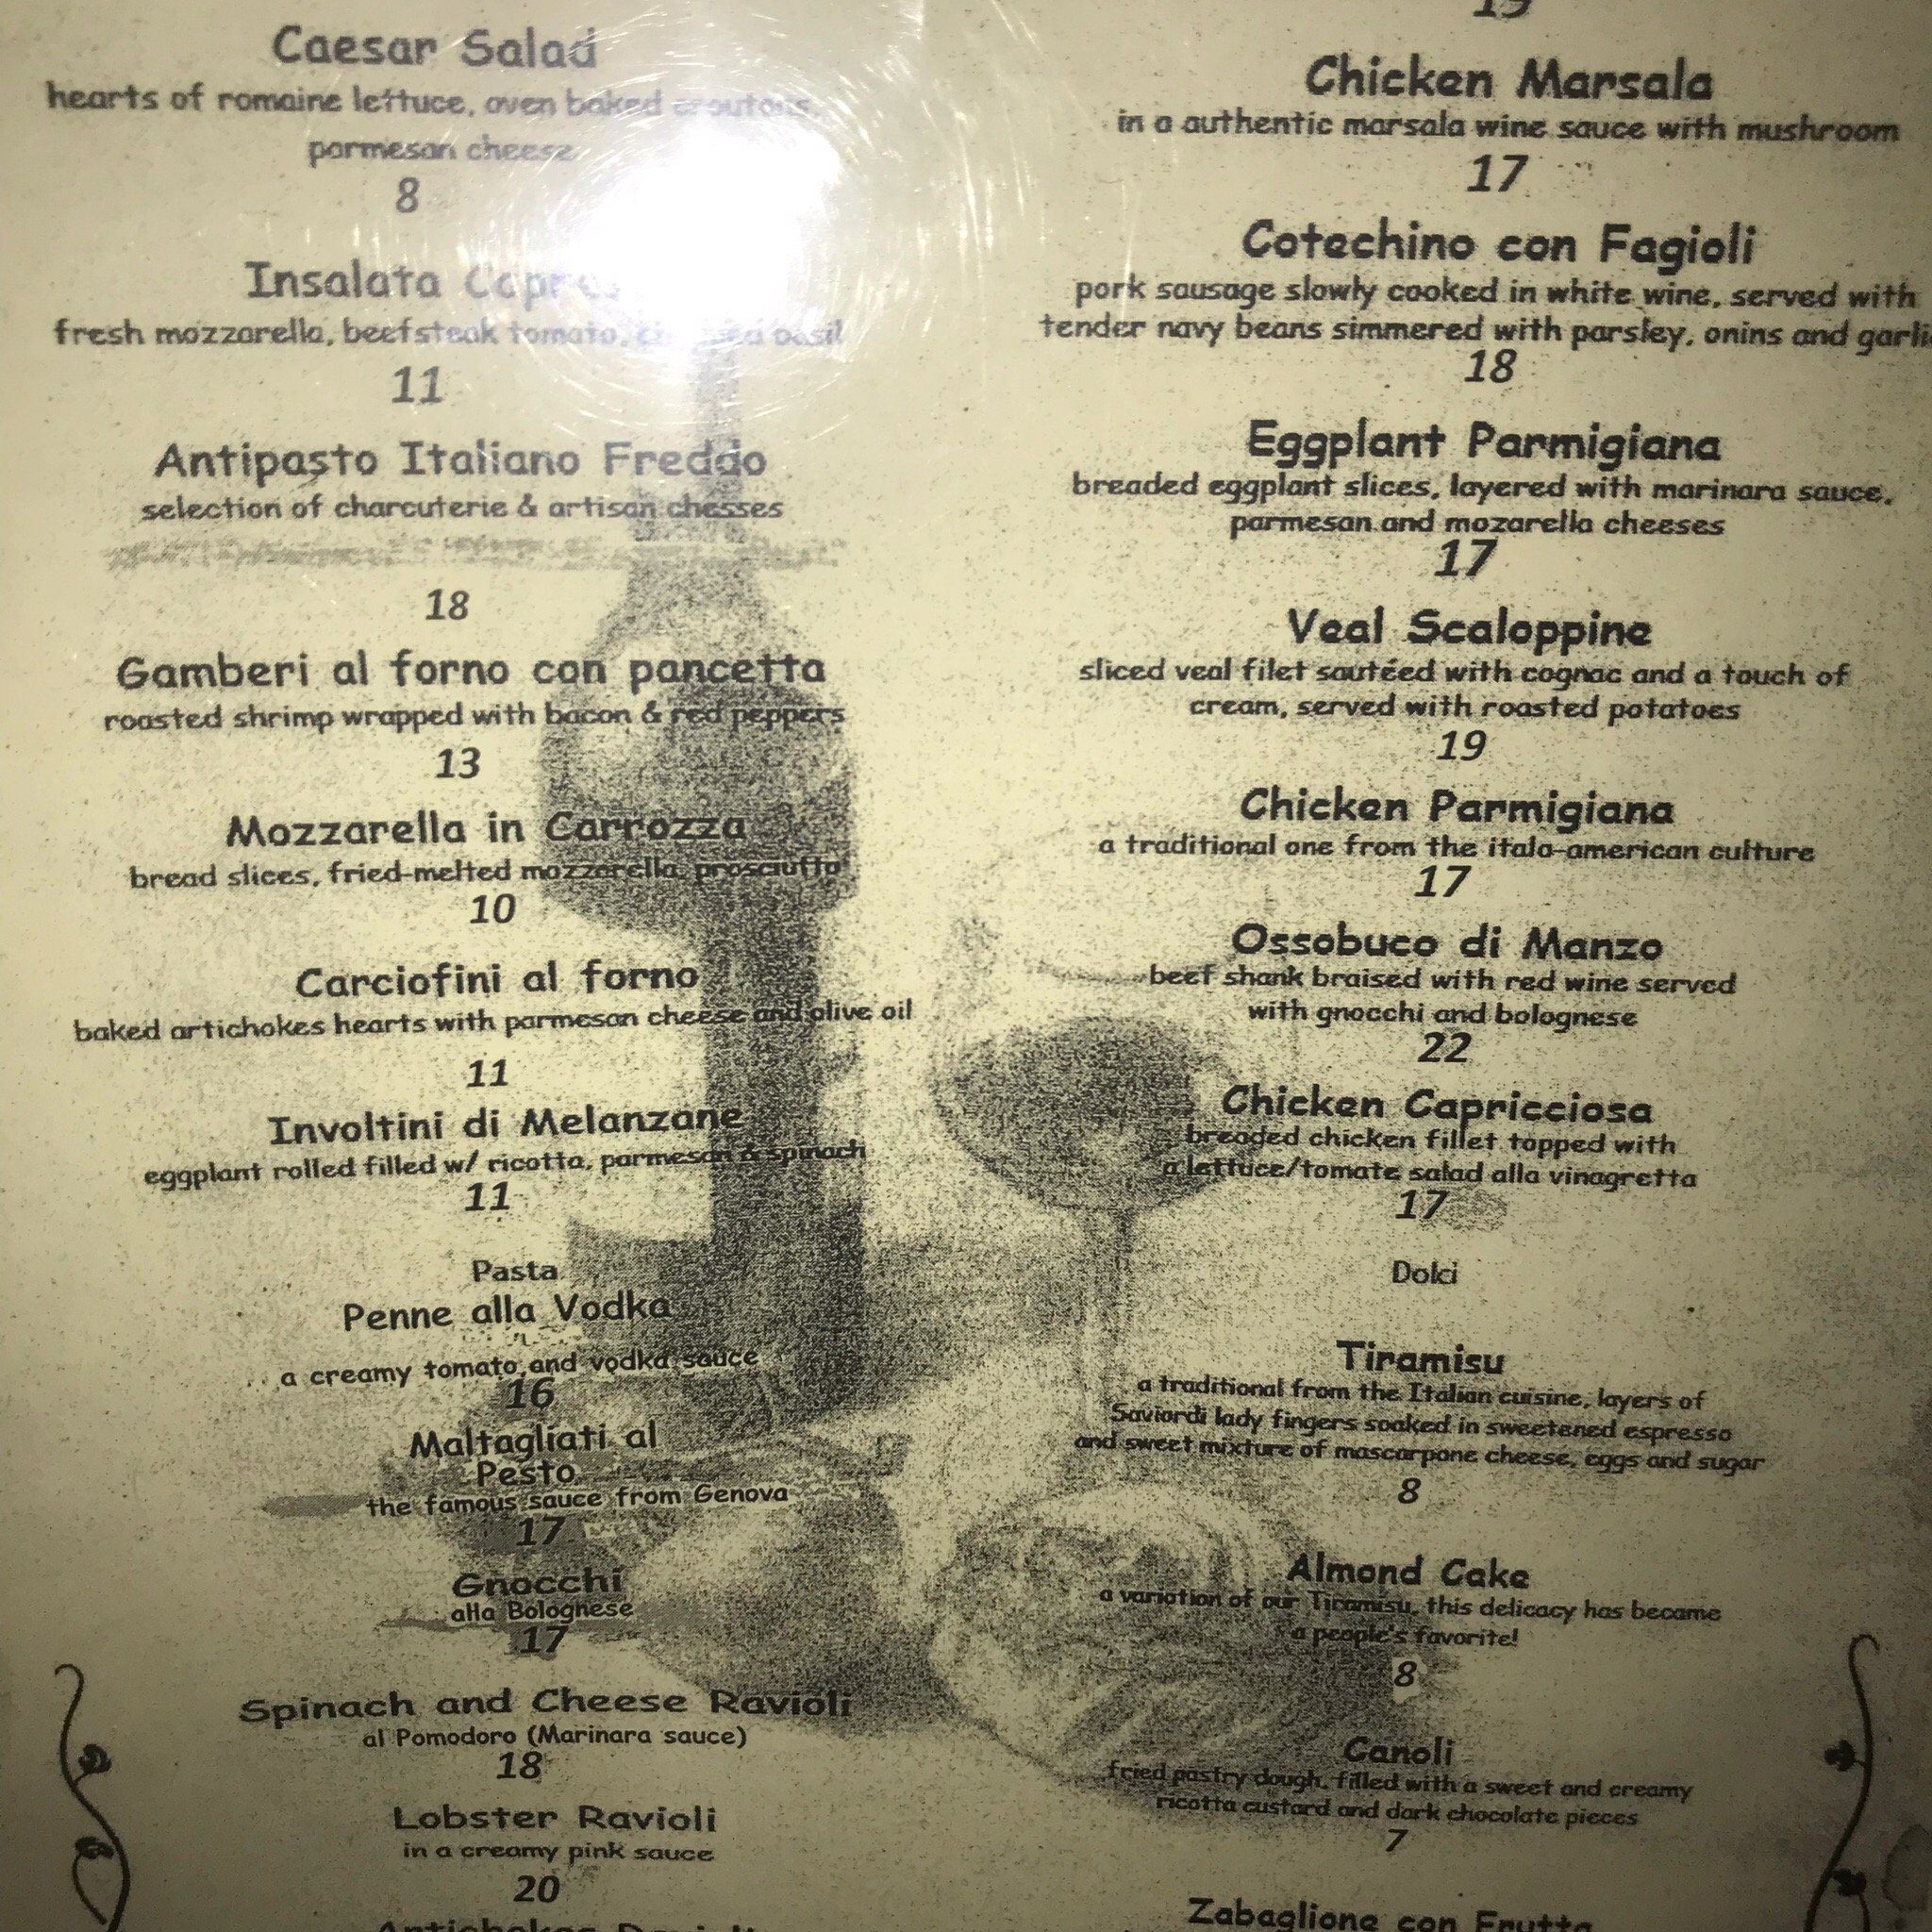 Caesar Salad
hearts of romaine lettuce, oven baked croutons,
parmesan cheese
8
Insalata
fresh mozzarella, beefsteak tomato, basil
11
Antipasto Italiano Freddo
selection of charcuterie & artisan chesses
18
Gamberi al forno con pancetta
roasted shrimp wrapped with bacon & red peppers
13
Mozzarella in Carrozza
bread slices, fried-melted mozzarella, prosciutto
10
Carciofini al forno
baked artichokes hearts with parmesan cheese and olive oil
11
Involtini di Melanzane
eggplant rolled filled w/ ricotta, parmesan & spinach
11
Pasta
Penne alla Vodka
a creamy tomato and vodka sauce
16
Maltagliati al
Pesto
the famous sauce from Genova
17
Gnocchi
alla Bolognese
17
Spinach and Cheese Ravioli
al Pomodoro (Marinara sauce)
18
Lobster Ravioli
in a creamy pink sauce
20
19
Chicken Marsala
in a authentic marsala wine sauce with mushroom
17
Cotechino con Fagioli
pork sausage slowly cooked in white wine, served with
tender navy beans simmered with parsley, onins and garli
18
Eggplant Parmigiana
breaded eggplant slices, layered with marinara sauce,
parmesan and mozarella cheeses
17
Veal Scaloppine
sliced veal filet sautéed with cognac and a touch of
cream, served with roasted potatoes
19
Chicken Parmigiana
a traditional one from the italo-american culture
17
Ossobuco di Manzo
beef shank braised with red wine served
with gnocchi and bolognese
22
Chicken Capricciosa
breaded chicken fillet topped with
a lettuce/tomate salad alla vinagretta
17
Dolci
Tiramisu
a traditional from the Italian cuisine, layers of
Saviordi lady fingers soaked in sweetened espresso
and sweet mixture of mascarpone cheese, eggs and sugar
8
Almond Cake
a variation of our Tiramisu, this delicacy has became
a people's favorite!
8
Canoli
fried pastry dough, filled with a sweet and creamy
ricotta custard and dark chocolate pieces
7
Zabaglione con Frutta